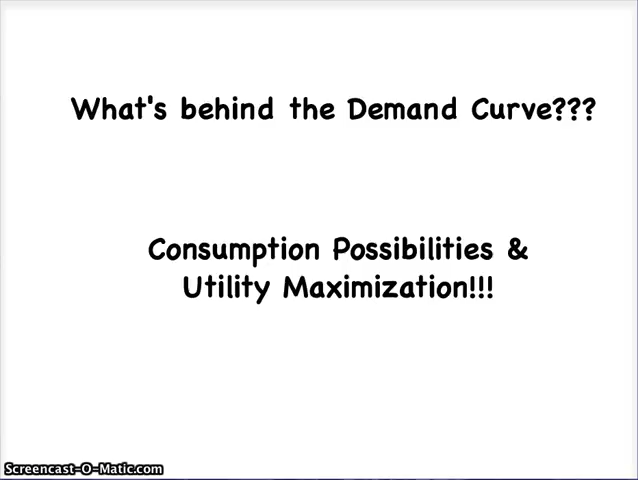 What's behind the Demand Curve???
Consumption Possibilities &
Utility Maximization!!!
Screencast-O-Matic.com